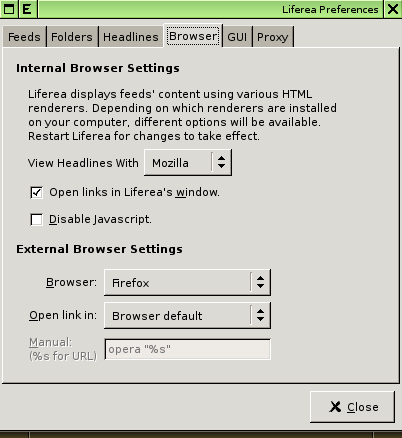 Liferea Preferences
Feeds Folders Headlines Browser GUI Proxy
Internal Browser Settings
Liferea displays feeds' content using various HTML
renderers. Depending on which renderers are installed
on your computer, different options will be available.
Restart Liferea for changes to take effect.
View Headlines With Mozilla
Open links in Liferea's window.
Disable Javascript.
External Browser Settings
Browser: Firefox
Open link in: Browser default
Manual:
(%s for URL) opera "%s"
Close